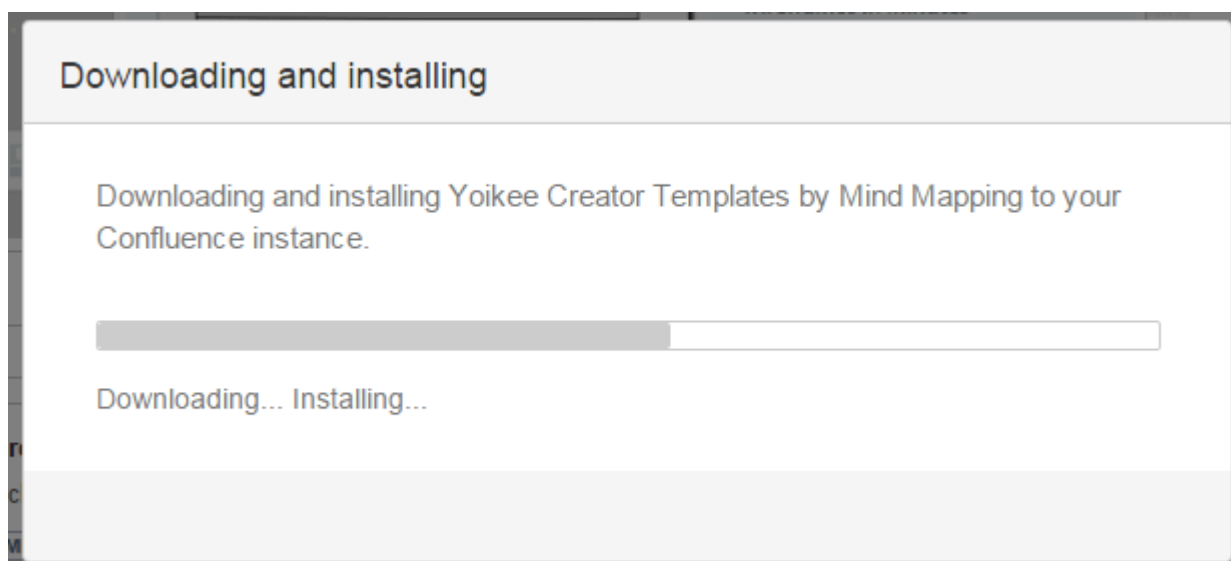 Downloading and installing
Downloading and installing Yoikee Creator Templates by Mind Mapping to your
Confluence instance.
Downloading... Installing...